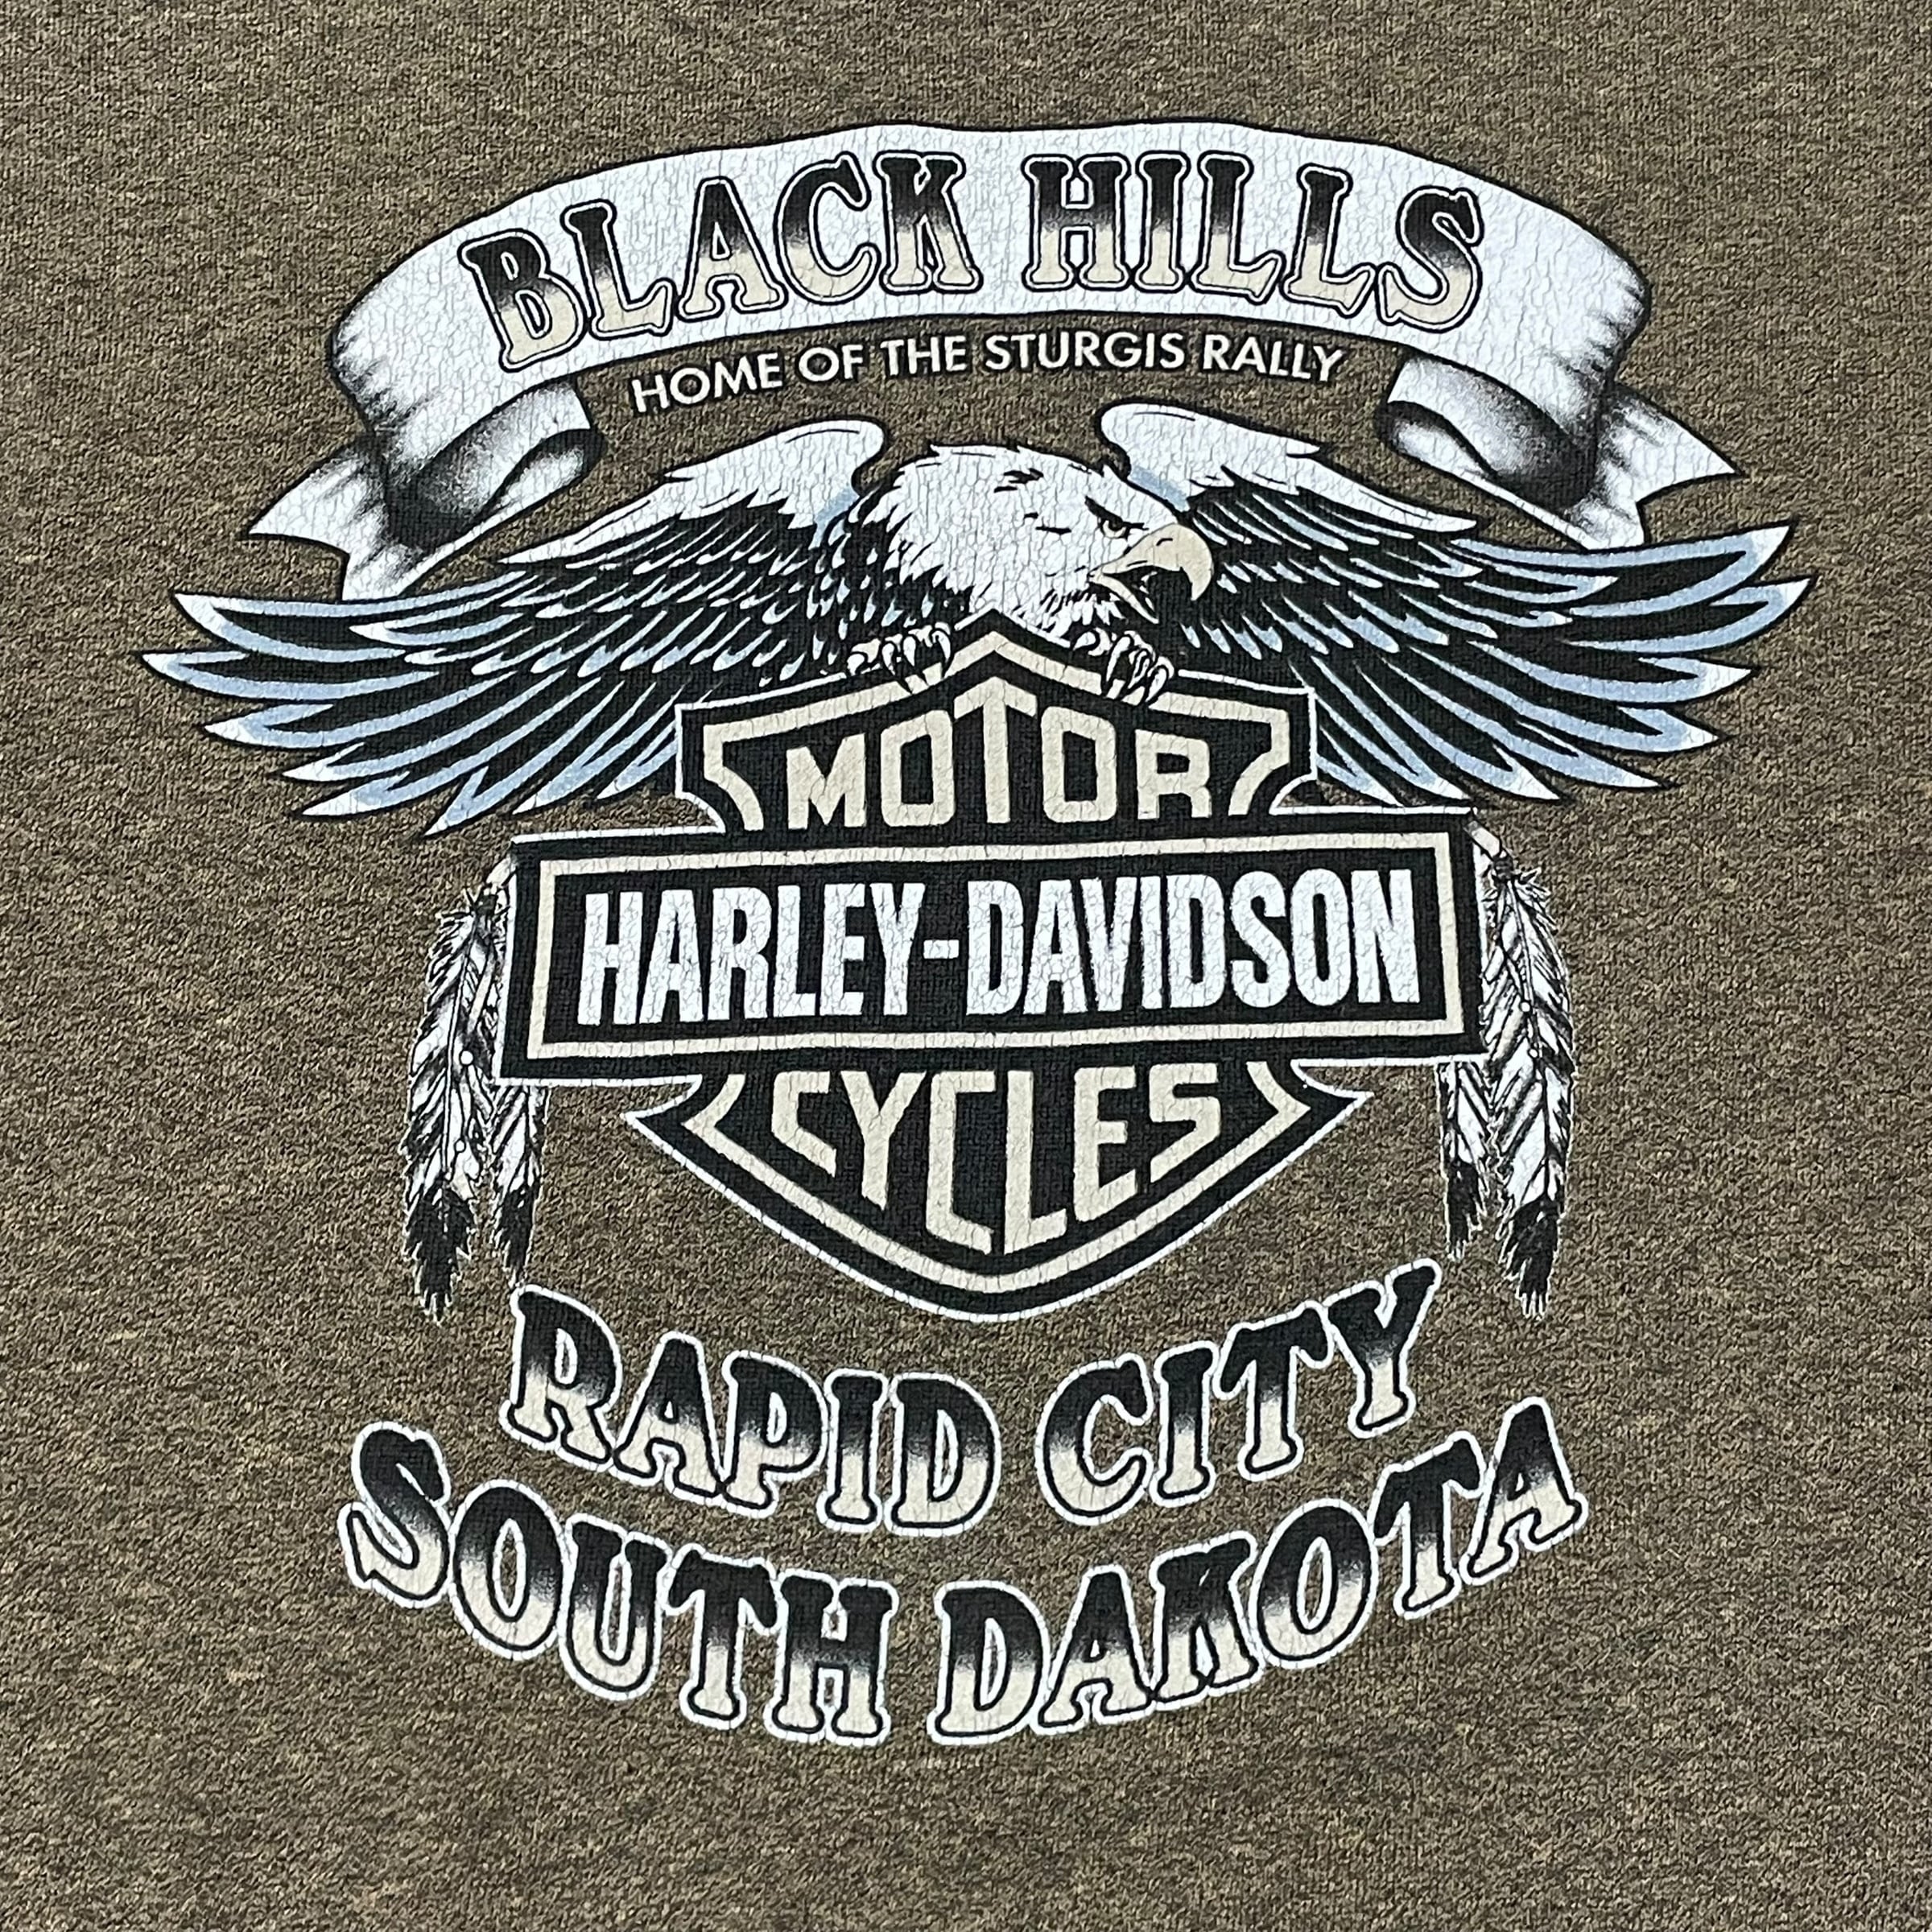 BLACK HILLS
HOME OF THE STURGIS RALLY
MOTOR
HARLEY-DAVIDSON
CYCLES
RAPID CITY
SOUTH DAKOTA